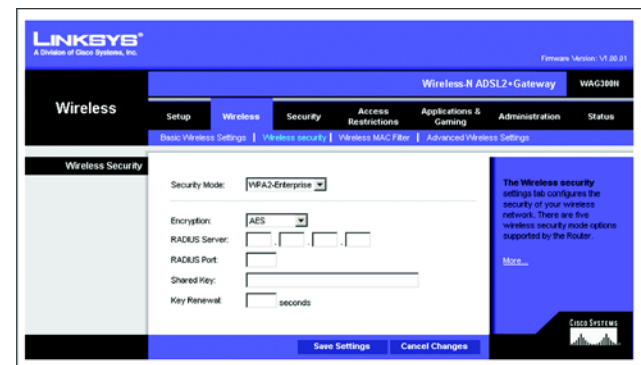 LINKSYS®
A Division of Cisco Systems, Inc.
Firmware Version: V1.00.01
Wireless-N ADSL2+Gateway WAG300N
Wireless
Setup Wireless Security Access Restrictions Applications & Gaming Administration Status
Basic Wireless Settings | Wireless security | Wireless MAC Filter | Advanced Wireless Settings
Wireless Security
Security Mode: WPA2-Enterprise
Encryption: AES
RADIUS Server: . . .
RADIUS Port:
Shared Key:
Key Renewal: seconds
The Wireless security
settings tab configures the
security of your wireless
network. There are five
wireless security mode options
supported by the Router.
More...
Save Settings Cancel Changes
CISCO SYSTEMS